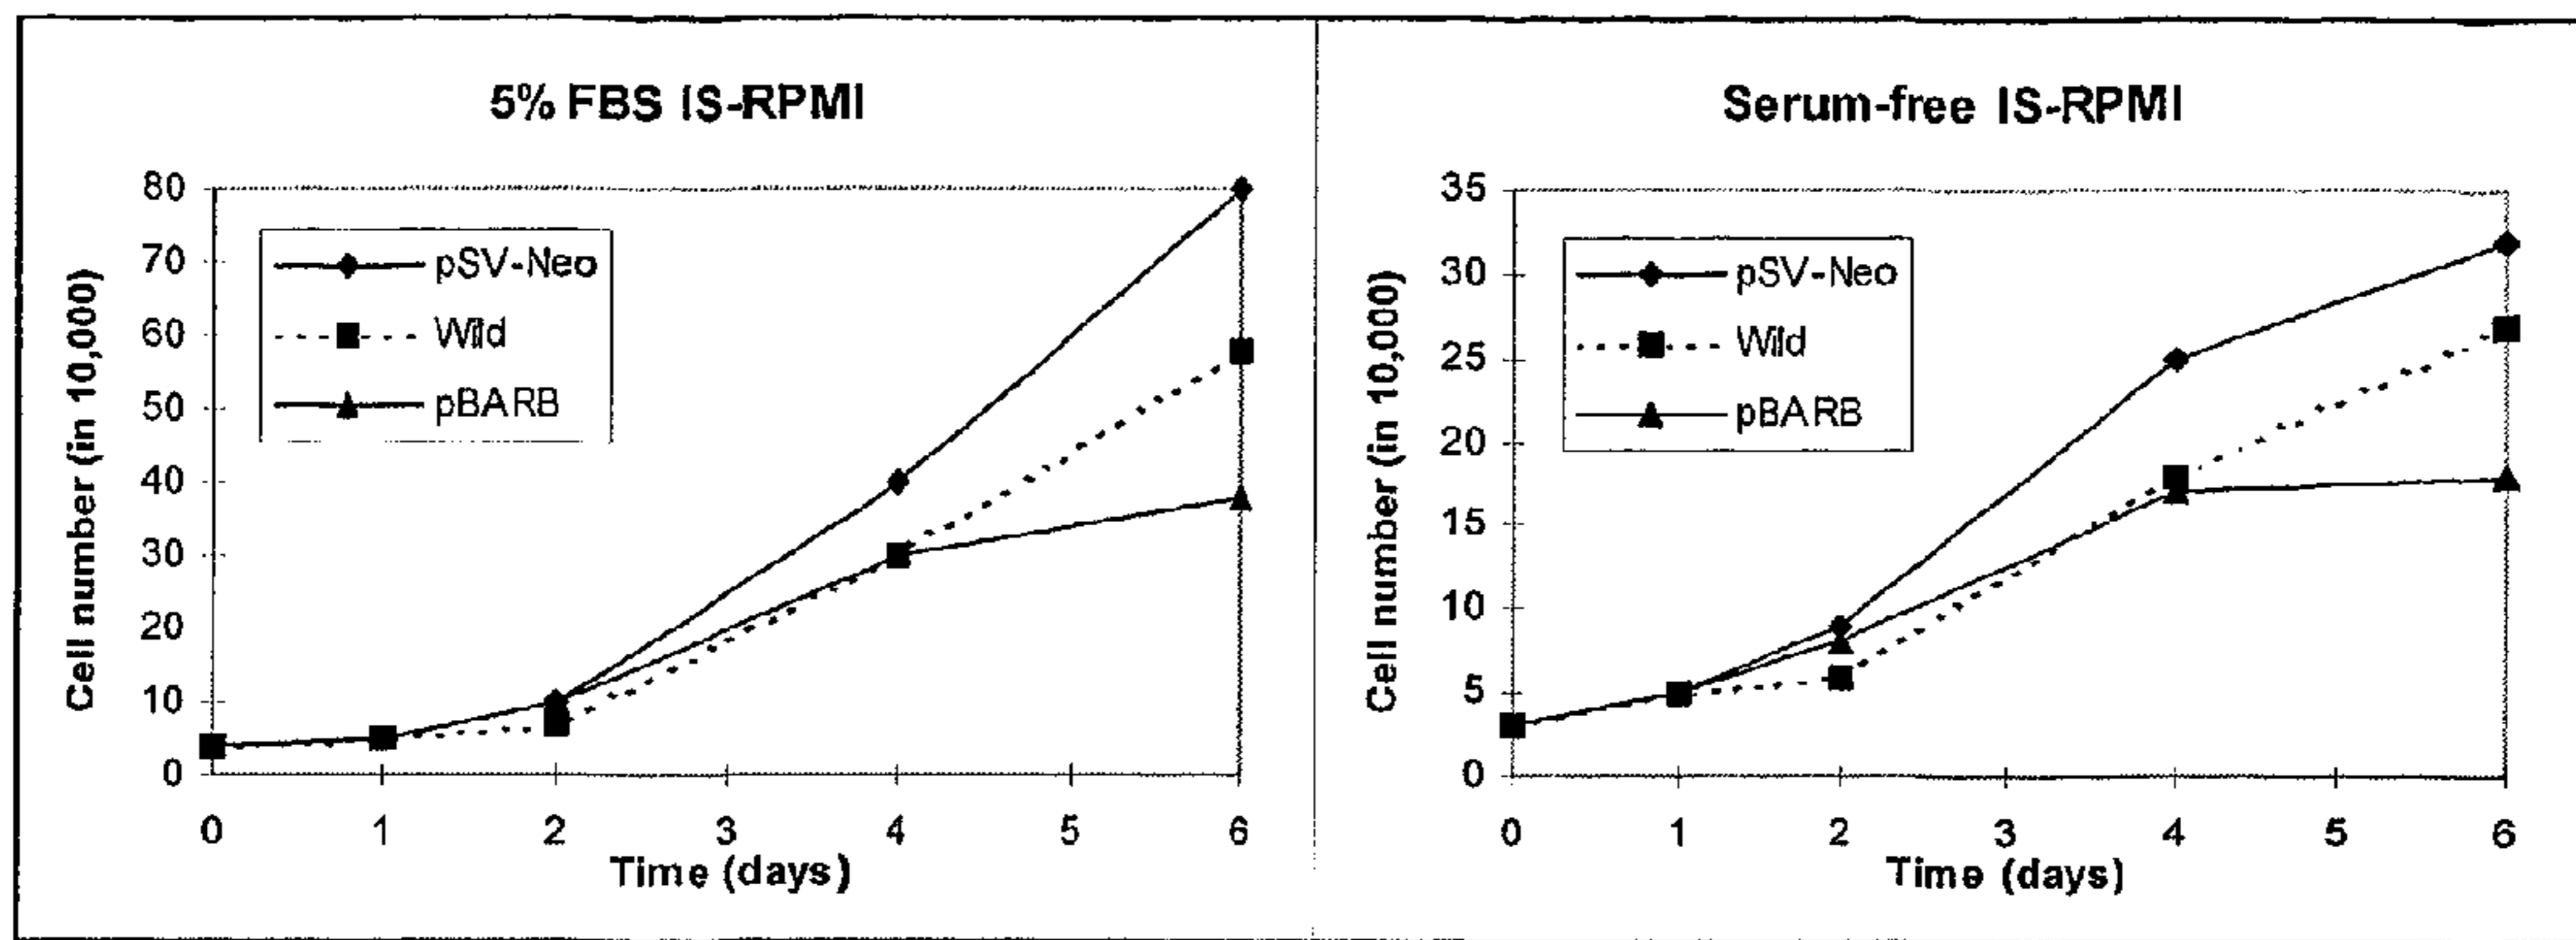 5% FBS IS-RPMI
Cell number (in 10,000)
80
70
60
50
40
30
20
10
0
pSV-Neo
Wild
pBARB
0 1 2 3 4 5 6
Time (days)
Serum-free IS-RPMI
Cell number (in 10,000)
35
30
25
20
15
10
5
0
pSV-Neo
Wild
pBARB
0 1 2 3 4 5 6
Time (days)